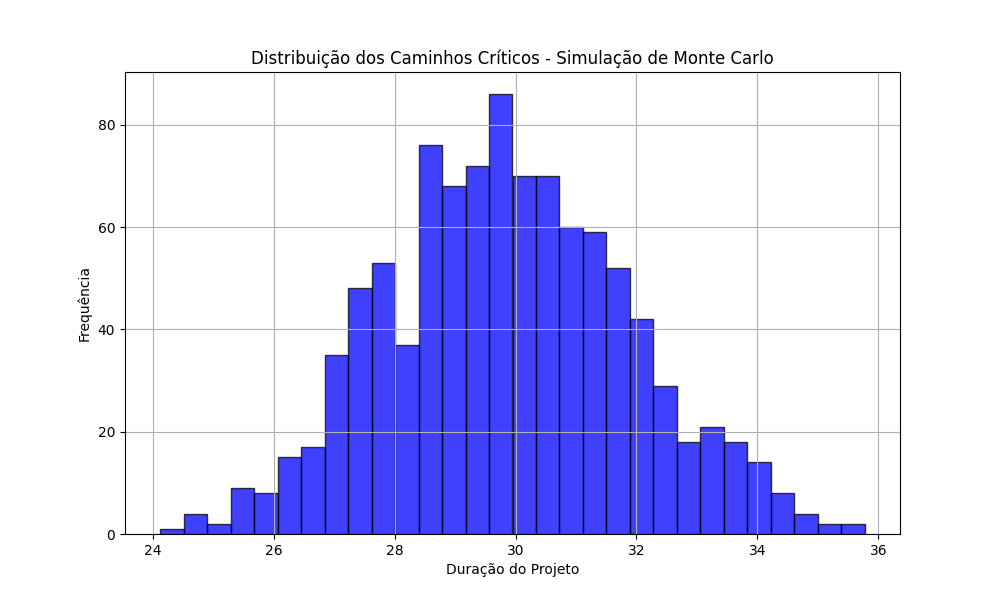 Distribuição dos Caminhos Críticos - Simulação de Monte Carlo
80
60
40
20
0
Frequência
24 26 28 30 32 34 36
Duração do Projeto